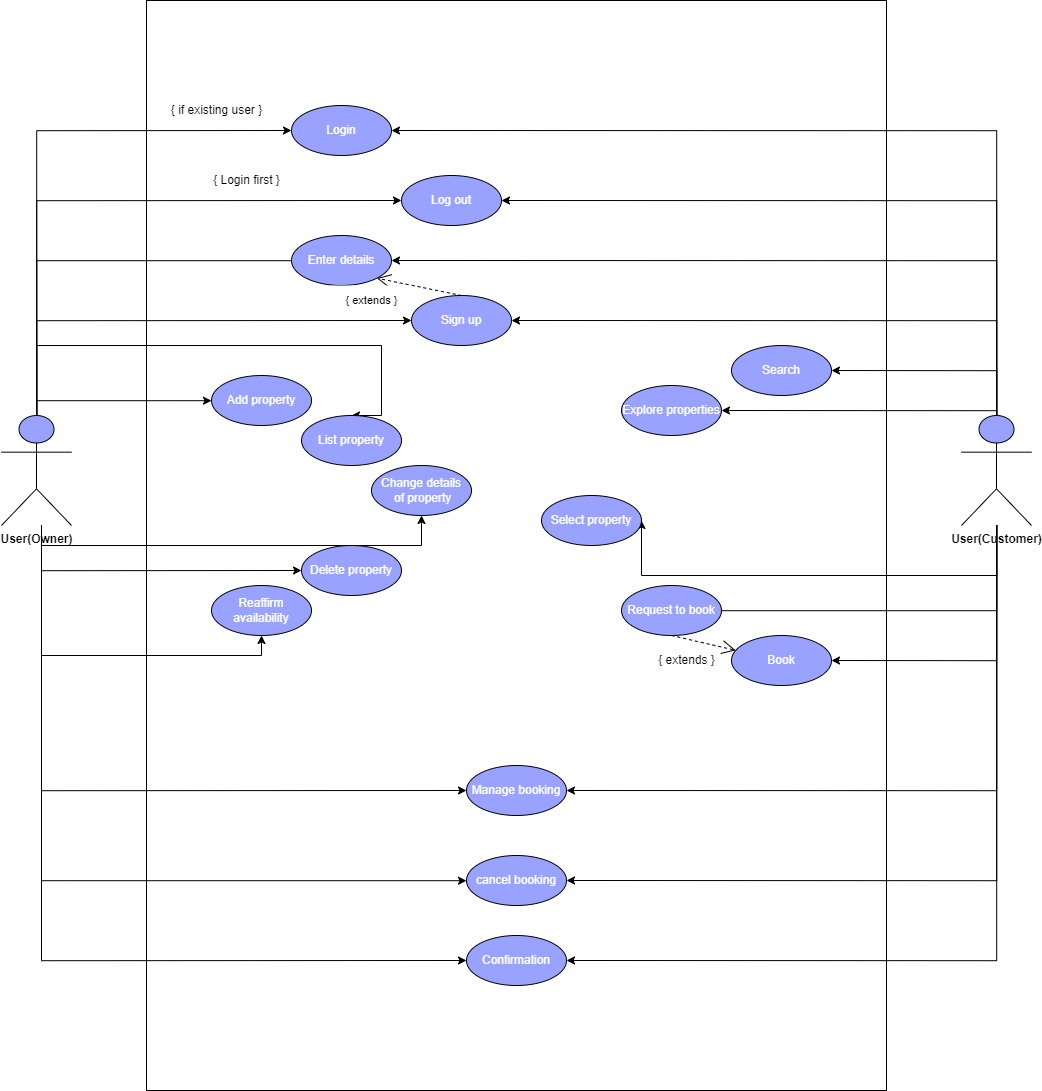 { if existing user }
Login
{ Login first }
Log out
Enter details
{ extends }
Sign up
Search
Add property
Explore properties
List property
Change details
of property
Select property
User(Owner)
User(Customer)
Delete property
Reaffirm
availability
Request to book
{ extends }
Book
Manage booking
cancel booking
Confirmation